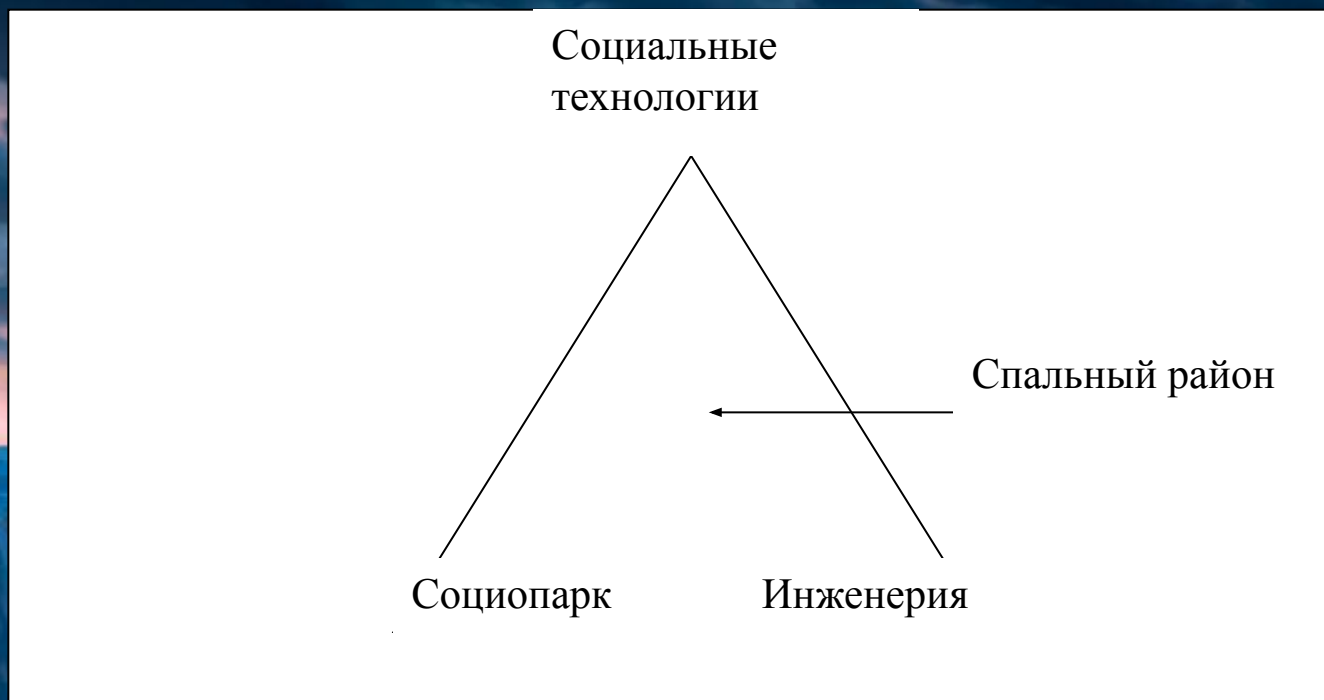 Социальные
технологии
Спальный район
Социопарк
Инженерия